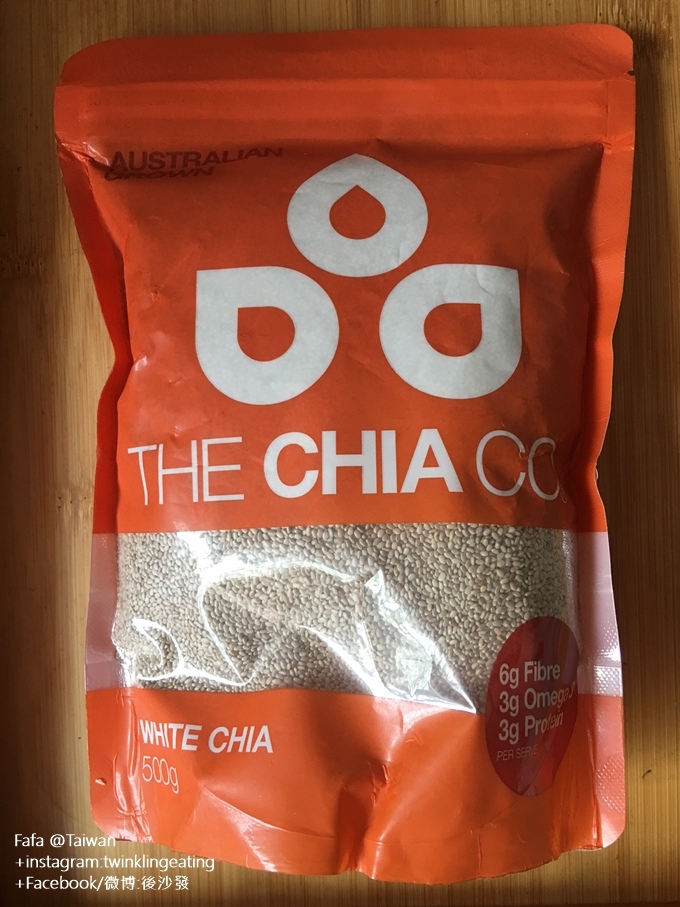 AUSTRALIAN
GROWN
THE CHIA CO
WHITE CHIA
500g
6g Fibre
3g Omega
3g Protein
PER SERVE
Fafa @Taiwan
+instagram:twinklingeating
+Facebook/微博:後沙發